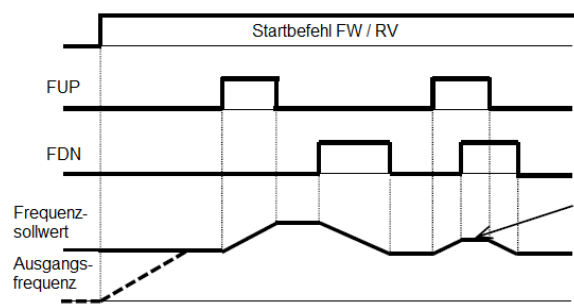 Startbefehl FW / RV
FUP
FDN
Frequenz-
sollwert
Ausgangs-
frequenz